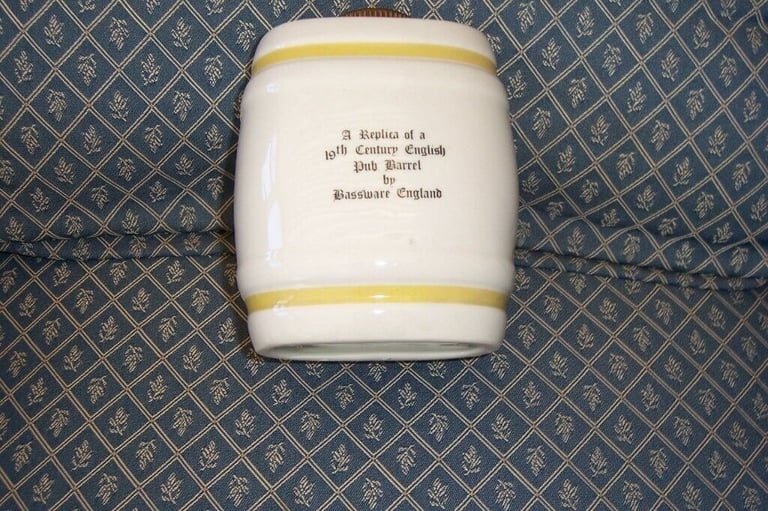 A Replica of a
19th Century English
Pub Barrel
by
Bassware England